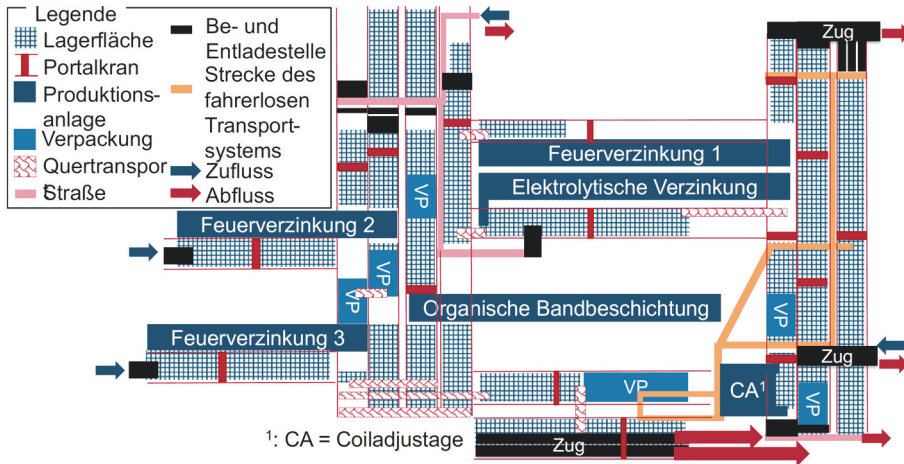 Legende
Lagerfläche
Portalkran
Produktions-
anlage
Verpackung
Quertranspor
t
Straße
Be- und
Entladestelle
Strecke des
fahrerlosen
Transport-
systems
Zufluss
Abfluss
Zug
Feuerverzinkung 1
Elektrolytische Verzinkung
VP
Feuerverzinkung 2
VP
VP
Organische Bandbeschichtung
VP
Feuerverzinkung 3
Zug
VP
CA¹
VP
¹: CA = Coiladjustage
Zug